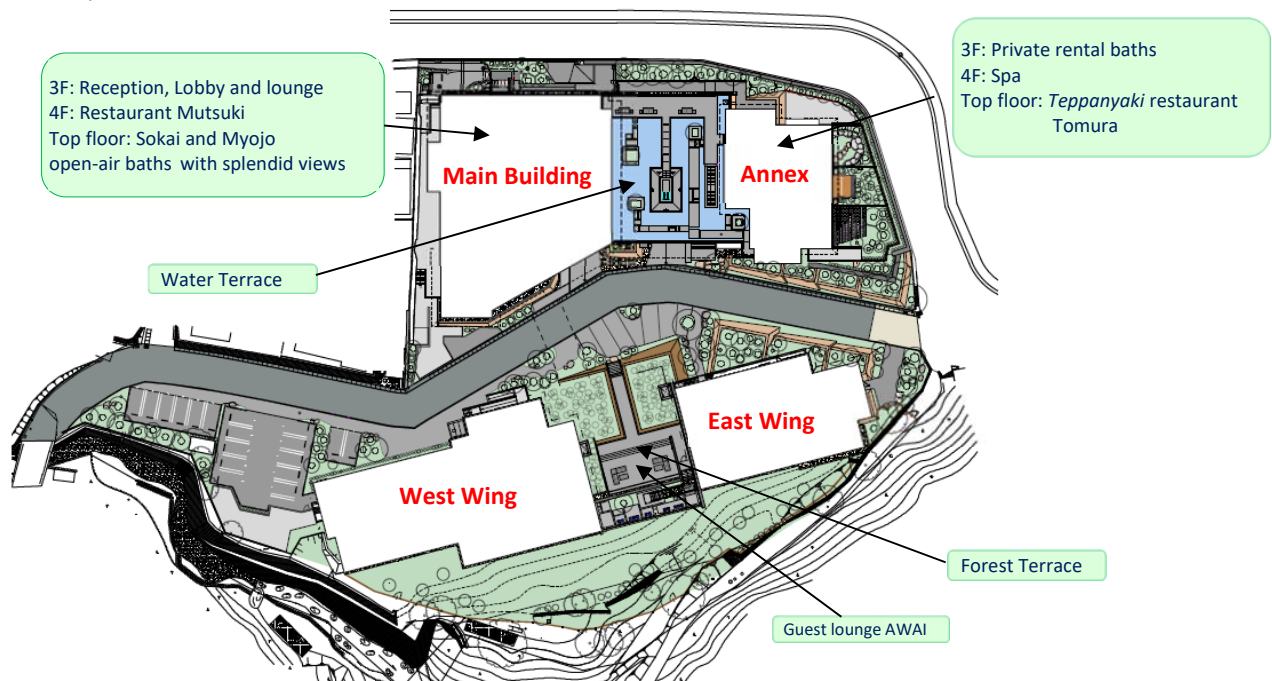 3F: Reception, Lobby and lounge
4F: Restaurant Mutsuki
Top floor: Sokai and Myojo
open-air baths with splendid views
3F: Private rental baths
4F: Spa
Top floor: Teppanyaki restaurant
Tomura
Main Building
Annex
Water Terrace
East Wing
West Wing
Forest Terrace
Guest lounge AWAI